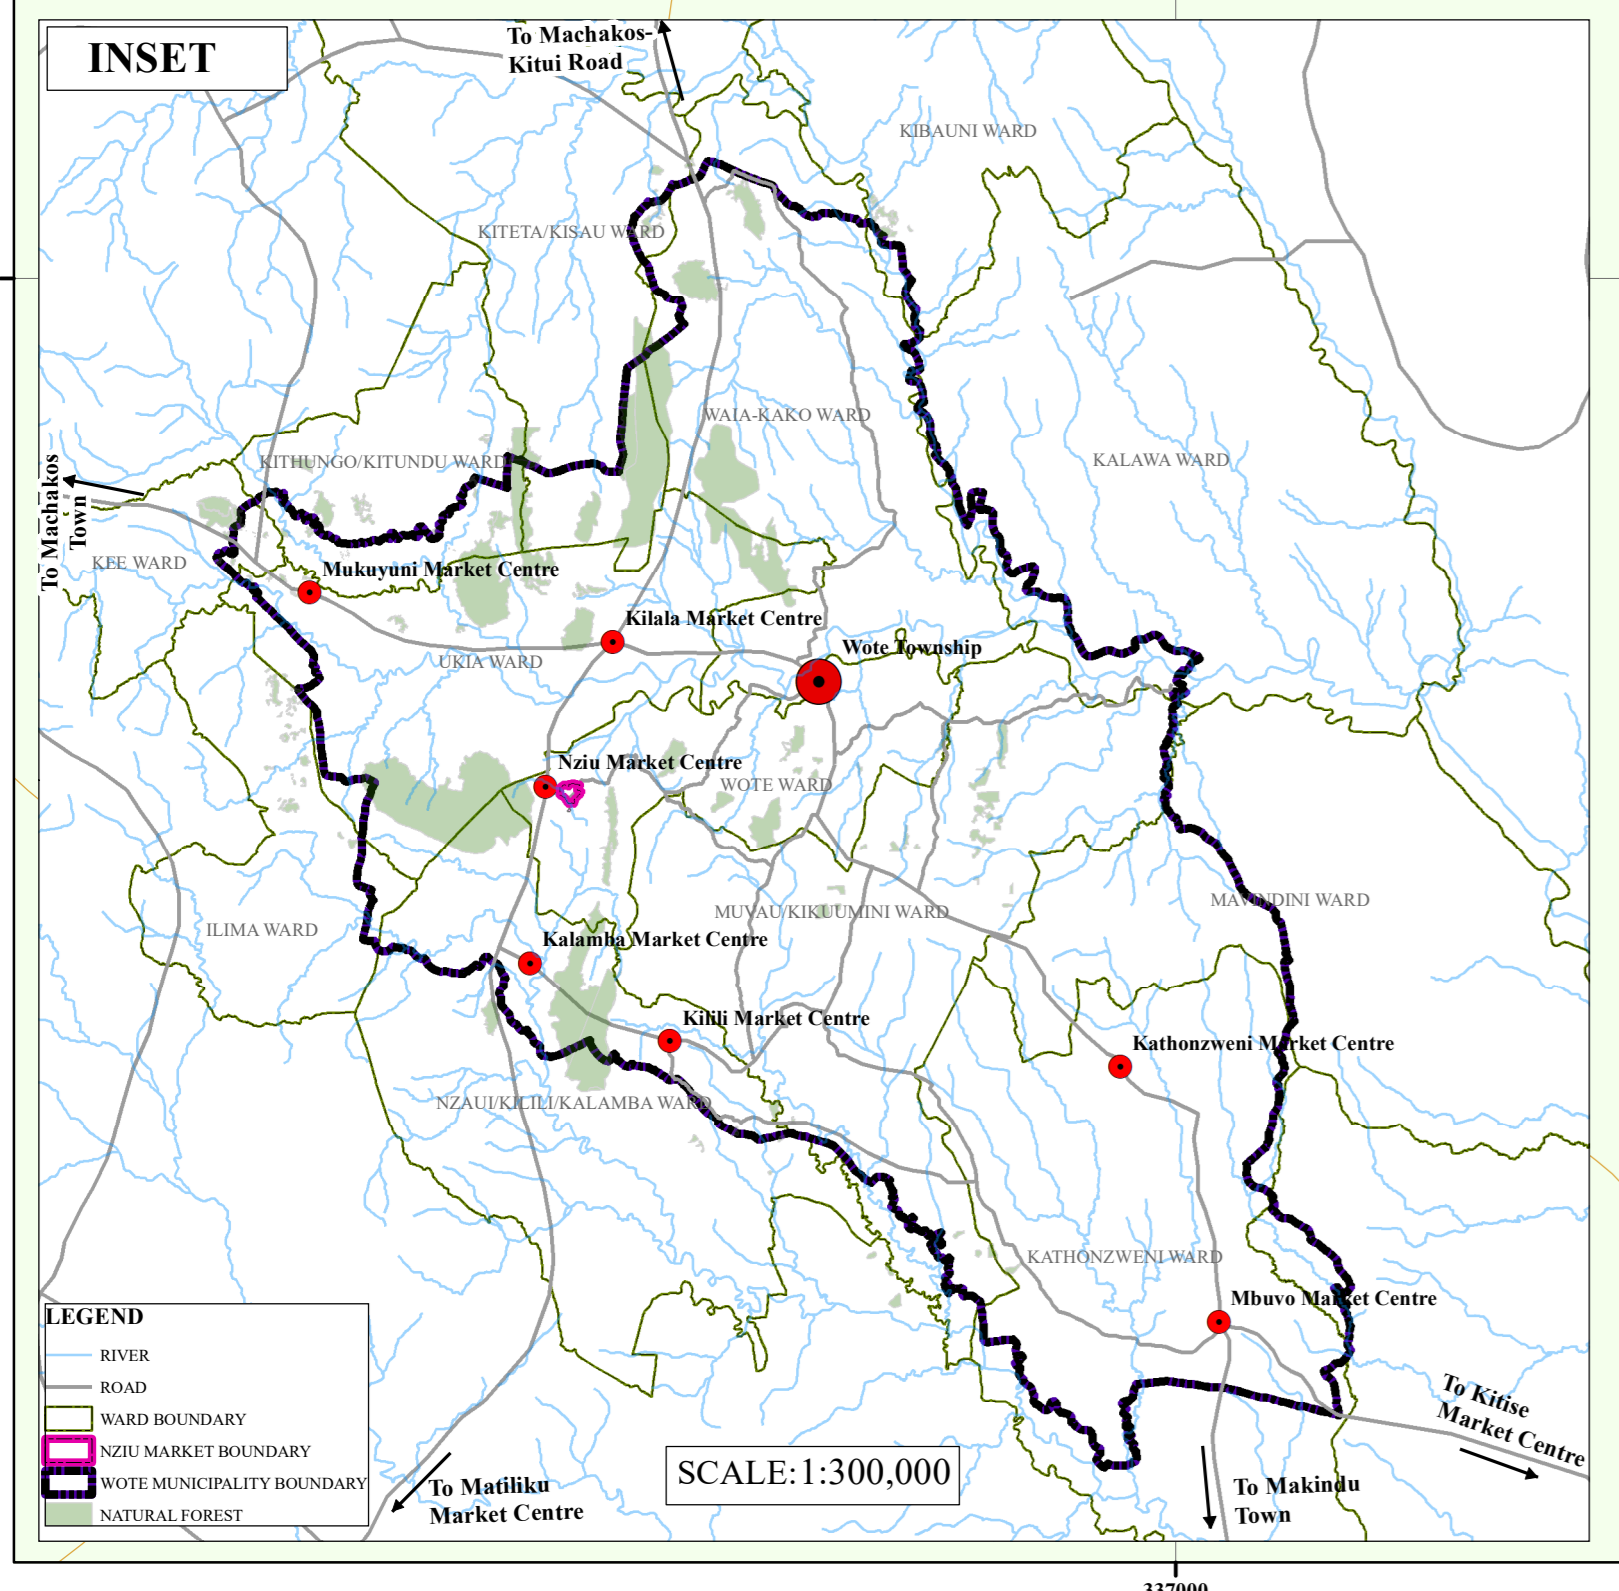 INSET
To Machakos-
Kitui Road
KIBAUNI WARD
KITETA/KISAU WARD
WAIA-KAKO WARD
KITHUNGO/KITUNDU WARD
KALAWA WARD
To Machakos
Town
KEE WARD
Mukuyuni Market Centre
Kilala Market Centre
Wote Township
UKIA WARD
Nziu Market Centre
WOTE WARD
MAVINDINI WARD
MUVAU/KIKUUMINI WARD
ILIMA WARD
Kalamba Market Centre
Kilili Market Centre
Kathonzweni Market Centre
NZAUI/KILILI/KALAMBA WARD
KATHONZWENI WARD
Mbuvo Market Centre
LEGEND
RIVER
ROAD
WARD BOUNDARY
NZIU MARKET BOUNDARY
WOTE MUNICIPALITY BOUNDARY
NATURAL FOREST
To Kitise
Market Centre
SCALE:1:300,000
To Matiliku
Market Centre
To Makindu
Town
337000